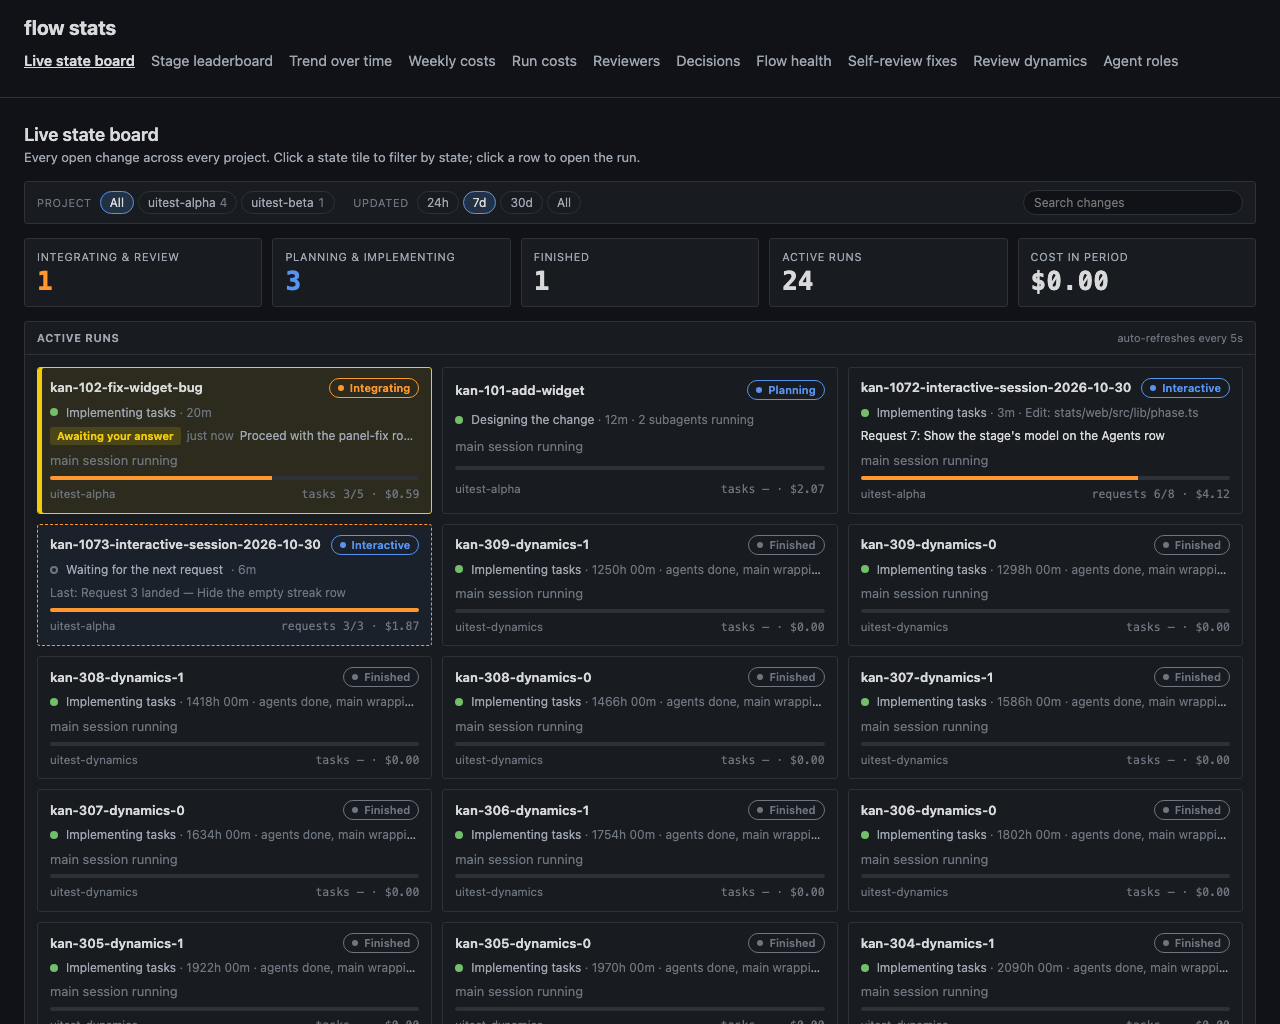 flow stats
Live state board Stage leaderboard Trend over time Weekly costs Run costs Reviewers Decisions Flow health Self-review fixes Review dynamics Agent roles
Live state board
Every open change across every project. Click a state tile to filter by state; click a row to open the run.
PROJECT All uitest-alpha 4 uitest-beta 1 UPDATED 24h 7d 30d All Search changes
INTEGRATING & REVIEW PLANNING & IMPLEMENTING FINISHED ACTIVE RUNS COST IN PERIOD
1 3 1 24 $0.00
ACTIVE RUNS auto-refreshes every 5s
kan-102-fix-widget-bug Integrating
Implementing tasks · 20m
Awaiting your answer just now Proceed with the panel-fix ro...
main session running
uitest-alpha tasks 3/5 · $0.59
kan-101-add-widget Planning
Designing the change · 12m · 2 subagents running
main session running
uitest-alpha tasks — · $2.07
kan-1072-interactive-session-2026-10-30 Interactive
Implementing tasks · 3m · Edit: stats/web/src/lib/phase.ts
Request 7: Show the stage's model on the Agents row
main session running
uitest-alpha requests 6/8 · $4.12
kan-1073-interactive-session-2026-10-30 Interactive
Waiting for the next request · 6m
Last: Request 3 landed — Hide the empty streak row
uitest-alpha requests 3/3 · $1.87
kan-309-dynamics-1 Finished
Implementing tasks · 1250h 00m · agents done, main wrappi...
main session running
uitest-dynamics tasks — · $0.00
kan-309-dynamics-0 Finished
Implementing tasks · 1298h 00m · agents done, main wrappi...
main session running
uitest-dynamics tasks — · $0.00
kan-308-dynamics-1 Finished
Implementing tasks · 1418h 00m · agents done, main wrappi...
main session running
uitest-dynamics tasks — · $0.00
kan-308-dynamics-0 Finished
Implementing tasks · 1466h 00m · agents done, main wrappi...
main session running
uitest-dynamics tasks — · $0.00
kan-307-dynamics-1 Finished
Implementing tasks · 1586h 00m · agents done, main wrappi...
main session running
uitest-dynamics tasks — · $0.00
kan-307-dynamics-0 Finished
Implementing tasks · 1634h 00m · agents done, main wrappi...
main session running
uitest-dynamics tasks — · $0.00
kan-306-dynamics-1 Finished
Implementing tasks · 1754h 00m · agents done, main wrappi...
main session running
uitest-dynamics tasks — · $0.00
kan-306-dynamics-0 Finished
Implementing tasks · 1802h 00m · agents done, main wrappi...
main session running
uitest-dynamics tasks — · $0.00
kan-305-dynamics-1 Finished
Implementing tasks · 1922h 00m · agents done, main wrappi...
main session running
kan-305-dynamics-0 Finished
Implementing tasks · 1970h 00m · agents done, main wrappi...
main session running
kan-304-dynamics-1 Finished
Implementing tasks · 2090h 00m · agents done, main wrappi...
main session running